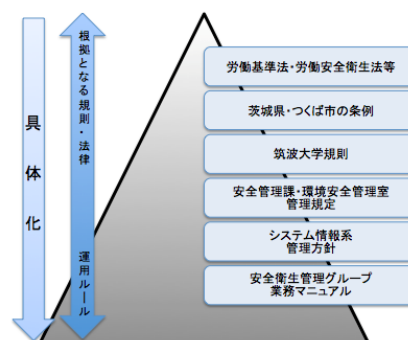 具体化
根拠となる規則・法律
運用ルール
労働基準法・労働安全衛生法等
茨城県・つくば市の条例
筑波大学規則
安全管理課・環境安全管理室
管理規定
システム情報系
管理方針
安全衛生管理グループ
業務マニュアル